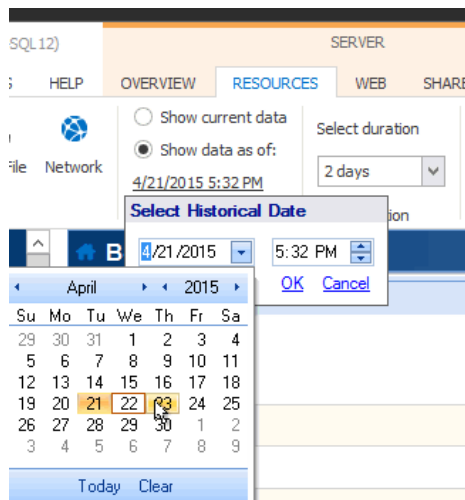 SQL12)
SERVER
HELP OVERVIEW RESOURCES WEB SHARE
Show current data
Show data as of:
4/21/2015 5:32 PM
Select duration
2 days
File Network
Select Historical Date
B
4/21/2015 5:32 PM
OK Cancel
April 2015
Su Mo Tu We Th Fr Sa
29 30 31 1 2 3 4
5 6 7 8 9 10 11
12 13 14 15 16 17 18
19 20 21 22 23 24 25
26 27 28 29 30 1 2
3 4 5 6 7 8 9
Today Clear